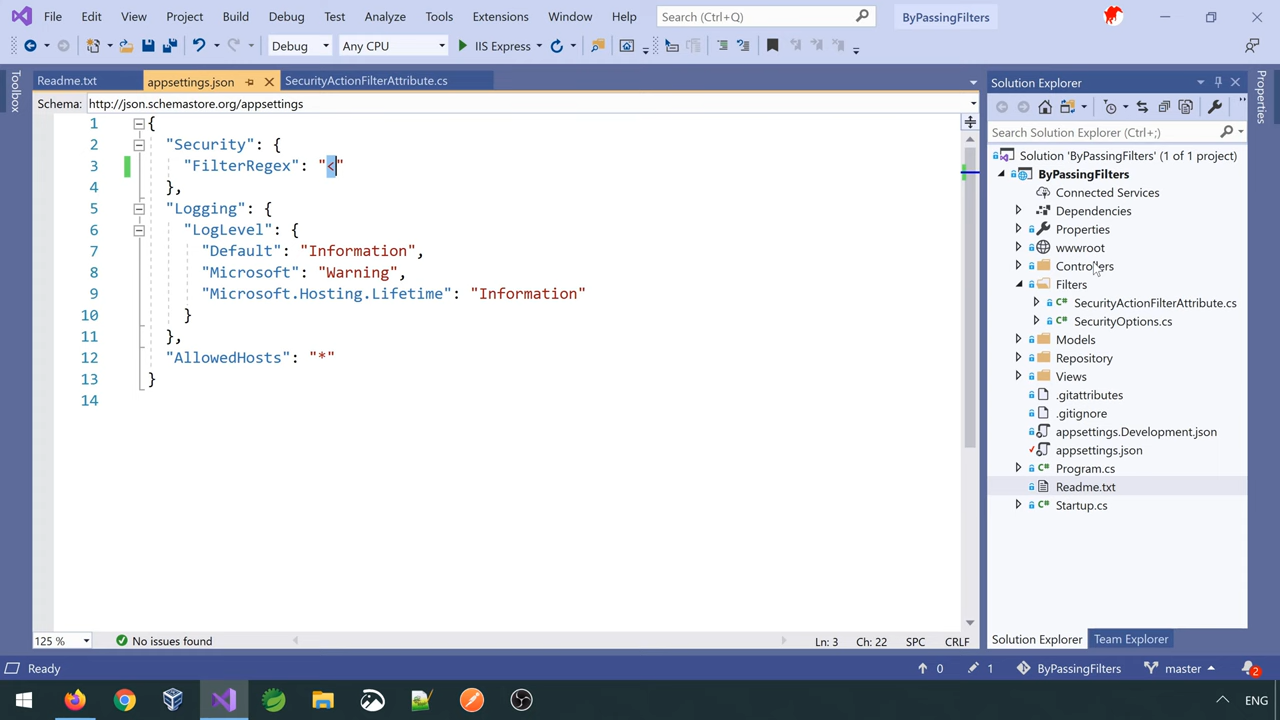 File Edit View Project Build Debug Test Analyze Tools Extensions Window Help Search (Ctrl+Q) ByPassingFilters
Debug Any CPU IIS Express
Readme.txt appsettings.json SecurityActionFilterAttribute.cs
Schema: http://json.schemastore.org/appsettings
Toolbox
1 {
2 "Security": {
3 "FilterRegex": "<"
4 },
5 "Logging": {
6 "LogLevel": {
7 "Default": "Information",
8 "Microsoft": "Warning",
9 "Microsoft.Hosting.Lifetime": "Information"
10 }
11 },
12 "AllowedHosts": "*"
13 }
14
125 % No issues found Ln: 3 Ch: 22 SPC CRLF
Solution Explorer
Search Solution Explorer (Ctrl+;)
Solution 'ByPassingFilters' (1 of 1 project)
ByPassingFilters
Connected Services
Dependencies
Properties
wwwroot
Controllers
Filters
SecurityActionFilterAttribute.cs
SecurityOptions.cs
Models
Repository
Views
.gitattributes
.gitignore
appsettings.Development.json
appsettings.json
Program.cs
Readme.txt
Startup.cs
Solution Explorer Team Explorer
Properties
Ready 0 1 ByPassingFilters master 2
ENG